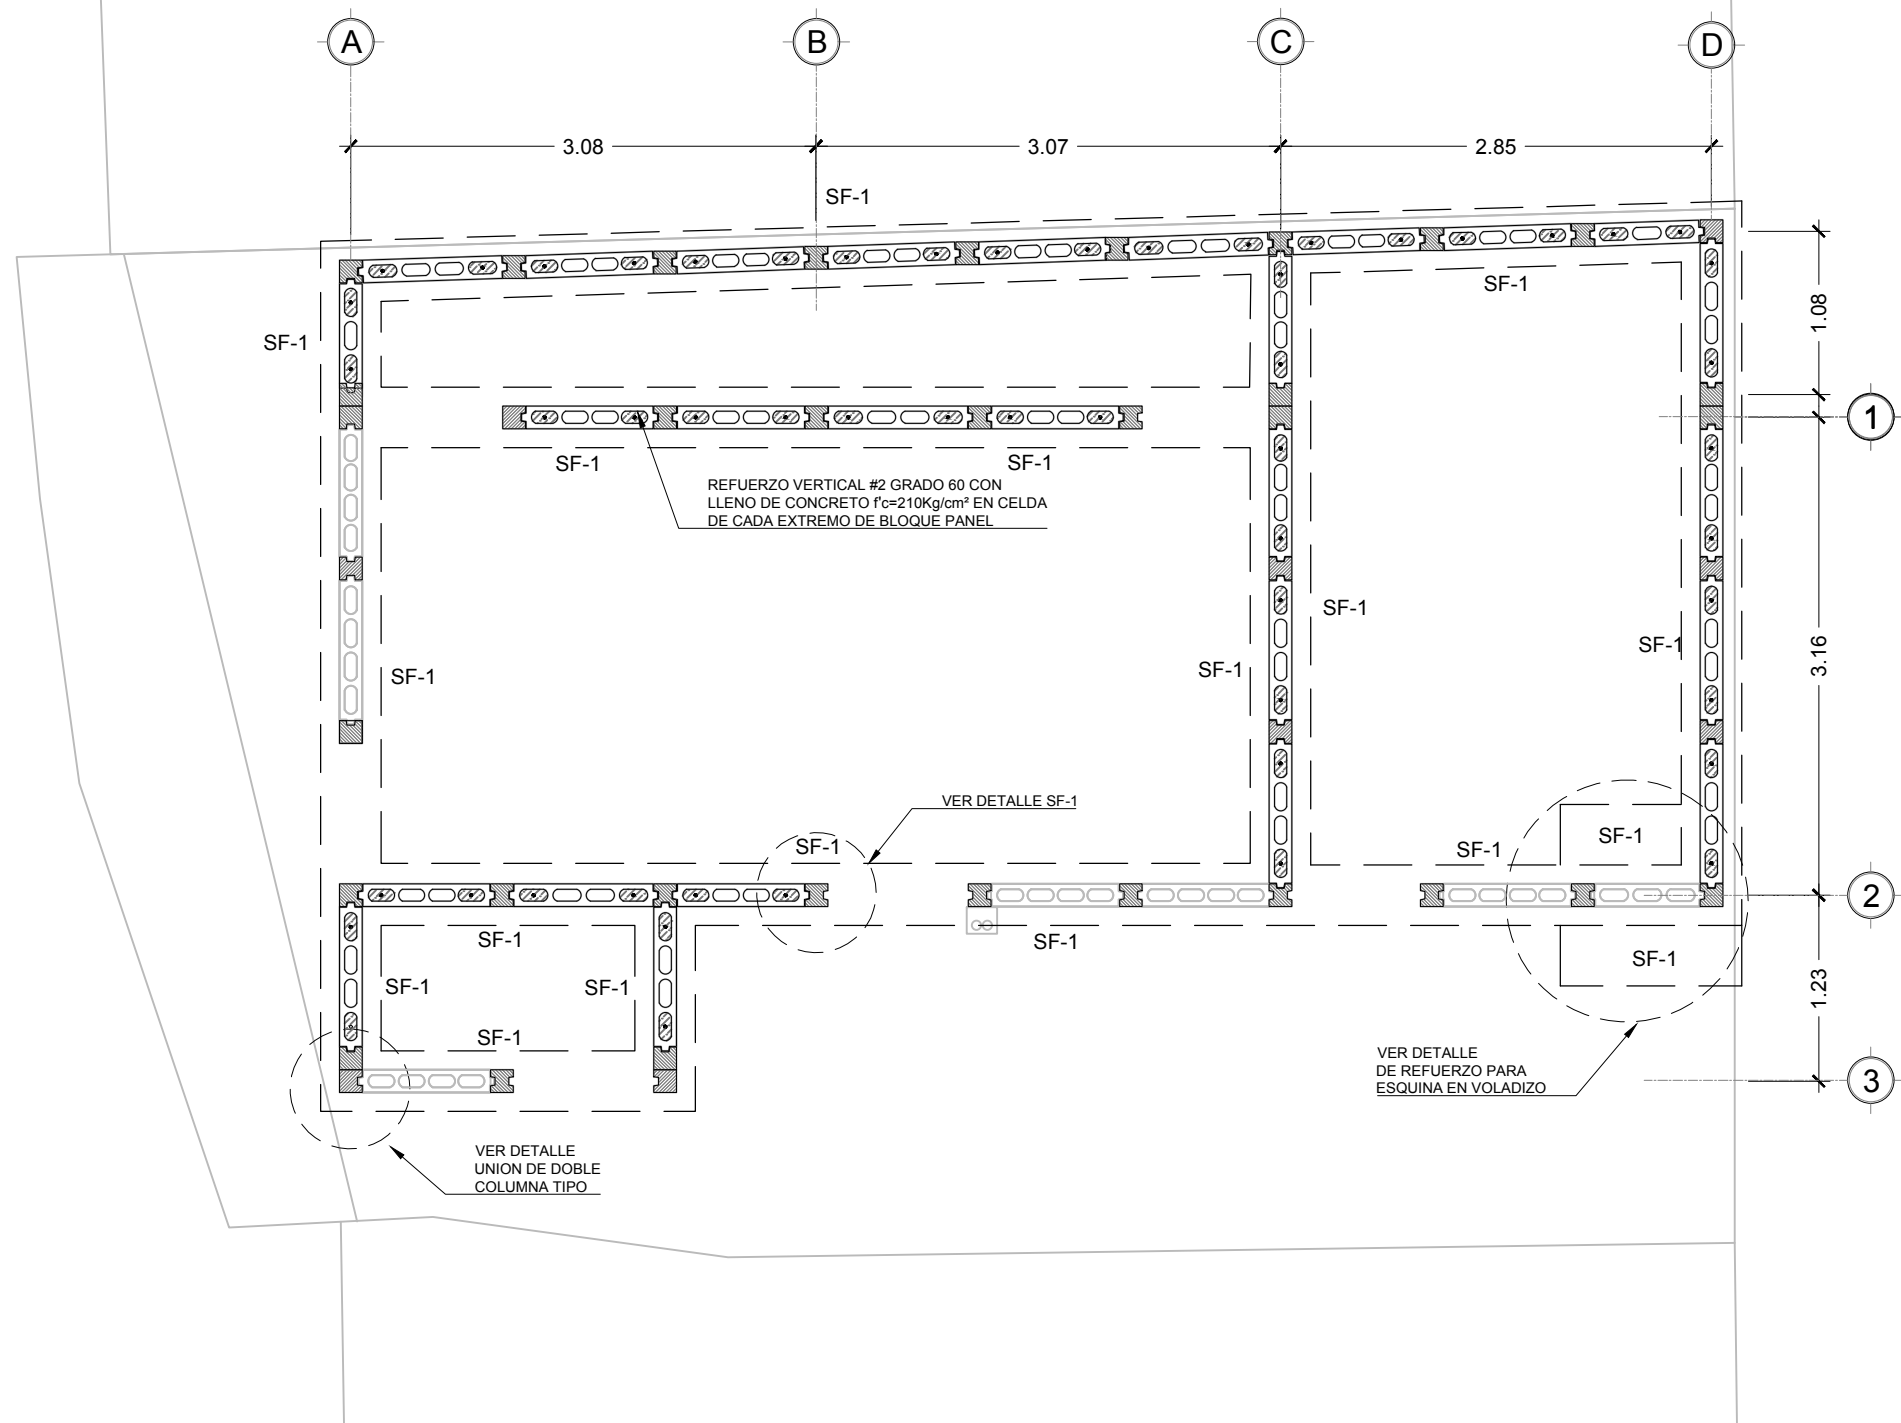 A
B
C
D
3.08
3.07
2.85
SF-1
SF-1
SF-1
1.08
1
SF-1
SF-1
REFUERZO VERTICAL #2 GRADO 60 CON
LLENO DE CONCRETO f'c=210Kg/cm² EN CELDA
DE CADA EXTREMO DE BLOQUE PANEL
SF-1
SF-1
3.16
SF-1
SF-1
VER DETALLE SF-1
SF-1
SF-1
SF-1
2
SF-1
SF-1
SF-1
SF-1
SF-1
1.23
SF-1
VER DETALLE
DE REFUERZO PARA
ESQUINA EN VOLADIZO
3
VER DETALLE
UNION DE DOBLE
COLUMNA TIPO